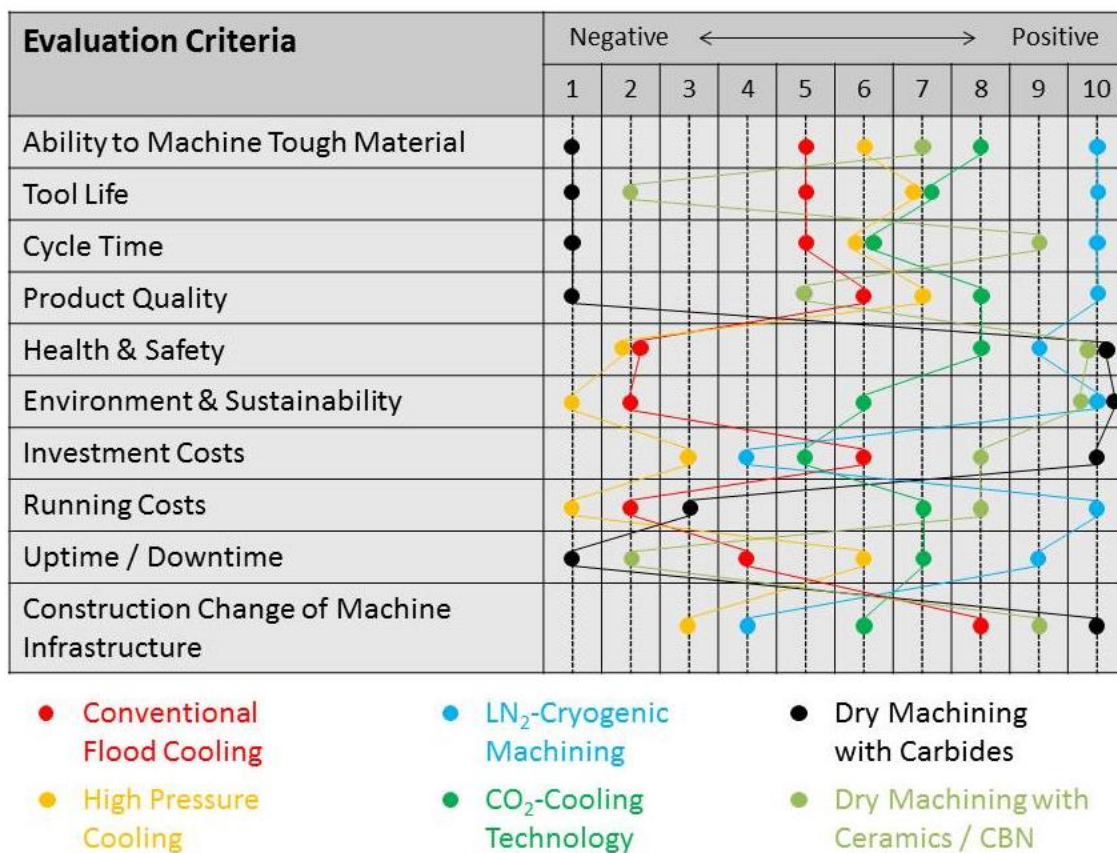 Evaluation Criteria
Negative
Positive
1 2 3 4 5 6 7 8 9 10
Ability to Machine Tough Material
Tool Life
Cycle Time
Product Quality
Health & Safety
Environment & Sustainability
Investment Costs
Running Costs
Uptime / Downtime
Construction Change of Machine
Infrastructure
Conventional
Flood Cooling
LN₂-Cryogenic
Machining
Dry Machining
with Carbides
High Pressure
Cooling
CO₂-Cooling
Technology
Dry Machining with
Ceramics / CBN